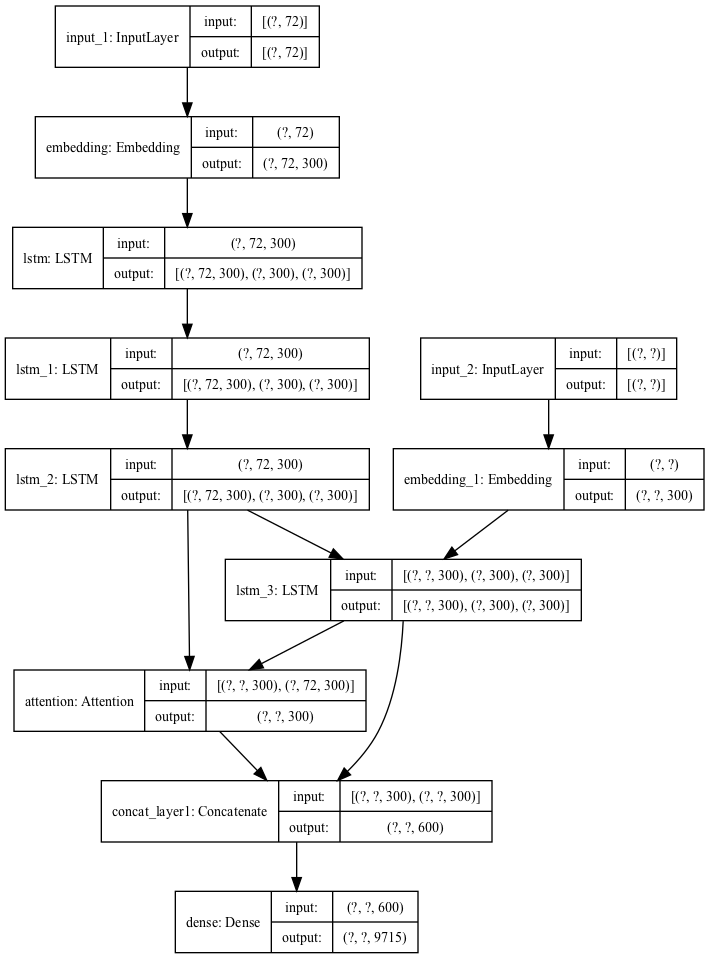 input_1: InputLayer
input:
[(?, 72)]
output:
[(?, 72)]
embedding: Embedding
input:
(?, 72)
output:
(?, 72, 300)
lstm: LSTM
input:
(?, 72, 300)
output:
[(?, 72, 300), (?, 300), (?, 300)]
lstm_1: LSTM
input:
(?, 72, 300)
output:
[(?, 72, 300), (?, 300), (?, 300)]
input_2: InputLayer
input:
[(?, ?)]
output:
[(?, ?)]
lstm_2: LSTM
input:
(?, 72, 300)
output:
[(?, 72, 300), (?, 300), (?, 300)]
embedding_1: Embedding
input:
(?, ?)
output:
(?, ?, 300)
lstm_3: LSTM
input:
[(?, ?, 300), (?, 300), (?, 300)]
output:
[(?, ?, 300), (?, 300), (?, 300)]
attention: Attention
input:
[(?, ?, 300), (?, 72, 300)]
output:
(?, ?, 300)
concat_layer1: Concatenate
input:
[(?, ?, 300), (?, ?, 300)]
output:
(?, ?, 600)
dense: Dense
input:
(?, ?, 600)
output:
(?, ?, 9715)